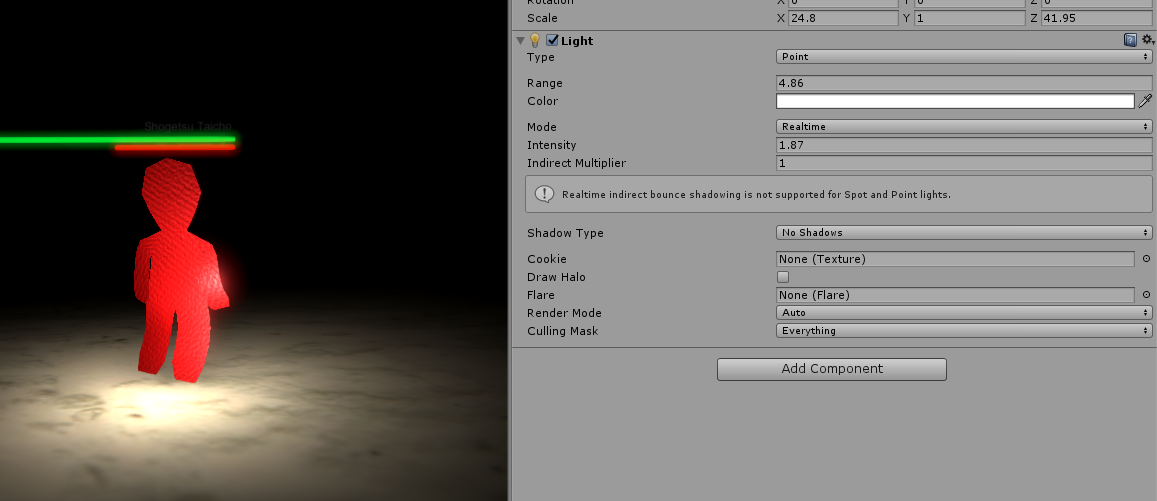 Rotation X 0 Y 0 Z 0
Scale X 24.8 Y 1 Z 41.95
Light
Type Point
Range 4.86
Color
Shogetsu Taicho
Mode Realtime
Intensity 1.87
Indirect Multiplier 1
Realtime indirect bounce shadowing is not supported for Spot and Point lights.
Shadow Type No Shadows
Cookie None (Texture)
Draw Halo
Flare None (Flare)
Render Mode Auto
Culling Mask Everything
Add Component